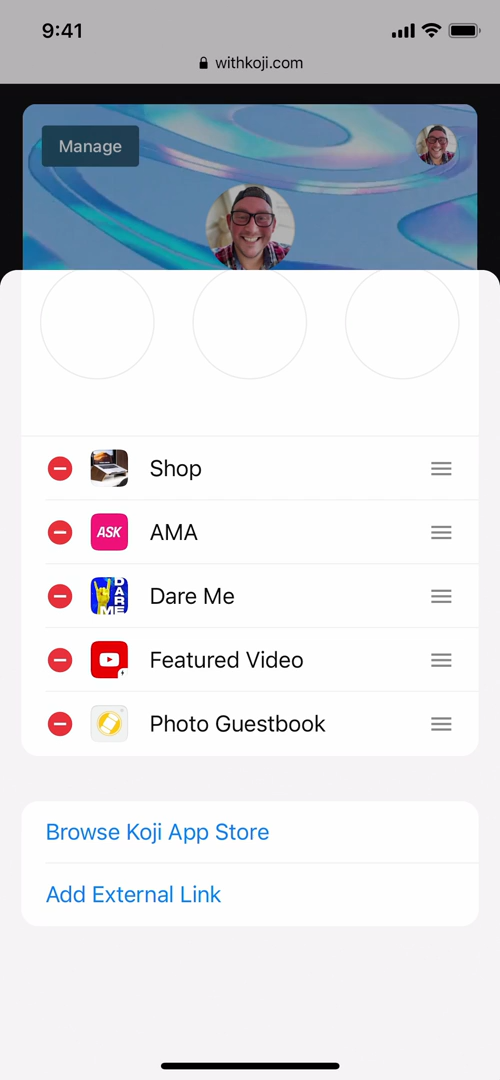 9:41
withkoji.com
Manage
Shop
ASK
AMA
DARE ME
Dare Me
Featured Video
Photo Guestbook
Browse Koji App Store
Add External Link